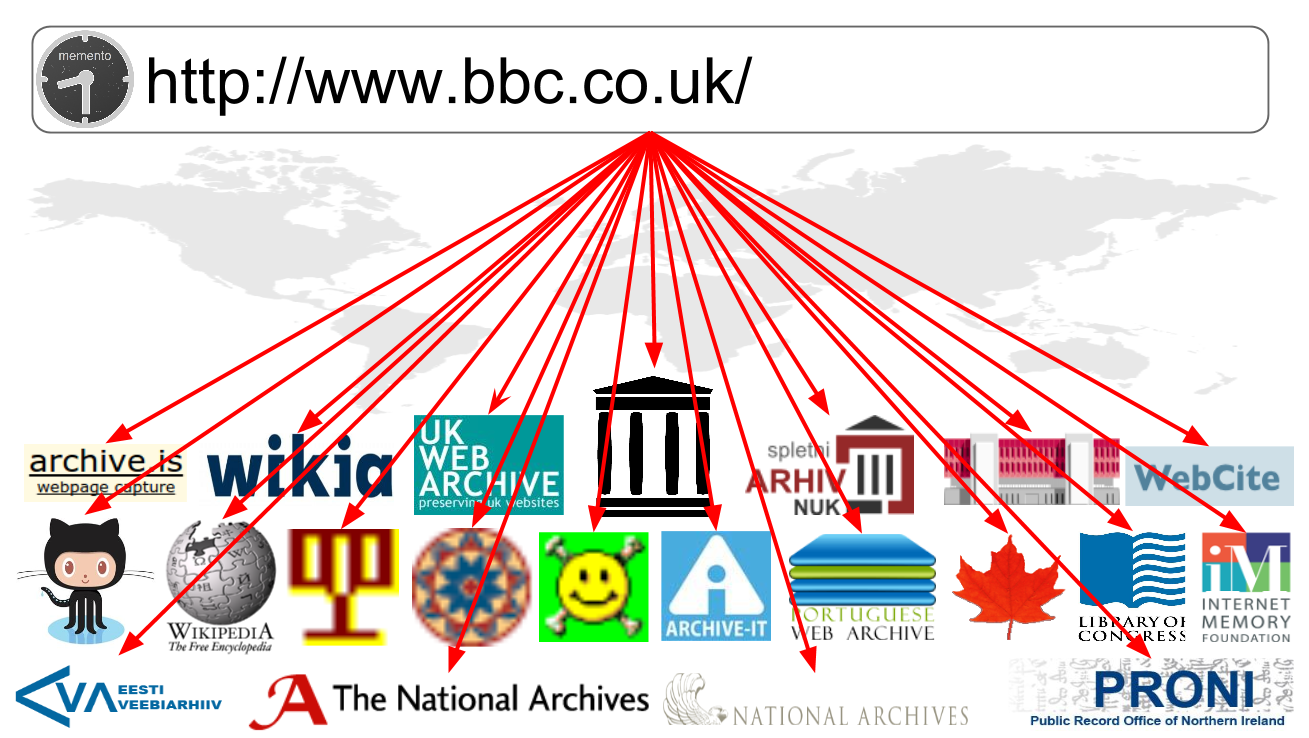 memento
http://www.bbc.co.uk/
archive.is
webpage capture
wikia
UK
WEB
ARCHIVE
preserving uk websites
spletni
ARHIV
NUK
WebCite
WIKIPEDIA
The Free Encyclopedia
ARCHIVE-IT
PORTUGUESE
WEB ARCHIVE
LIBRARY OF
CONGRESS
iM
INTERNET
MEMORY
FOUNDATION
EESTI
VEEBIARHIIV
The National Archives
NATIONAL ARCHIVES
PRONI
Public Record Office of Northern Ireland